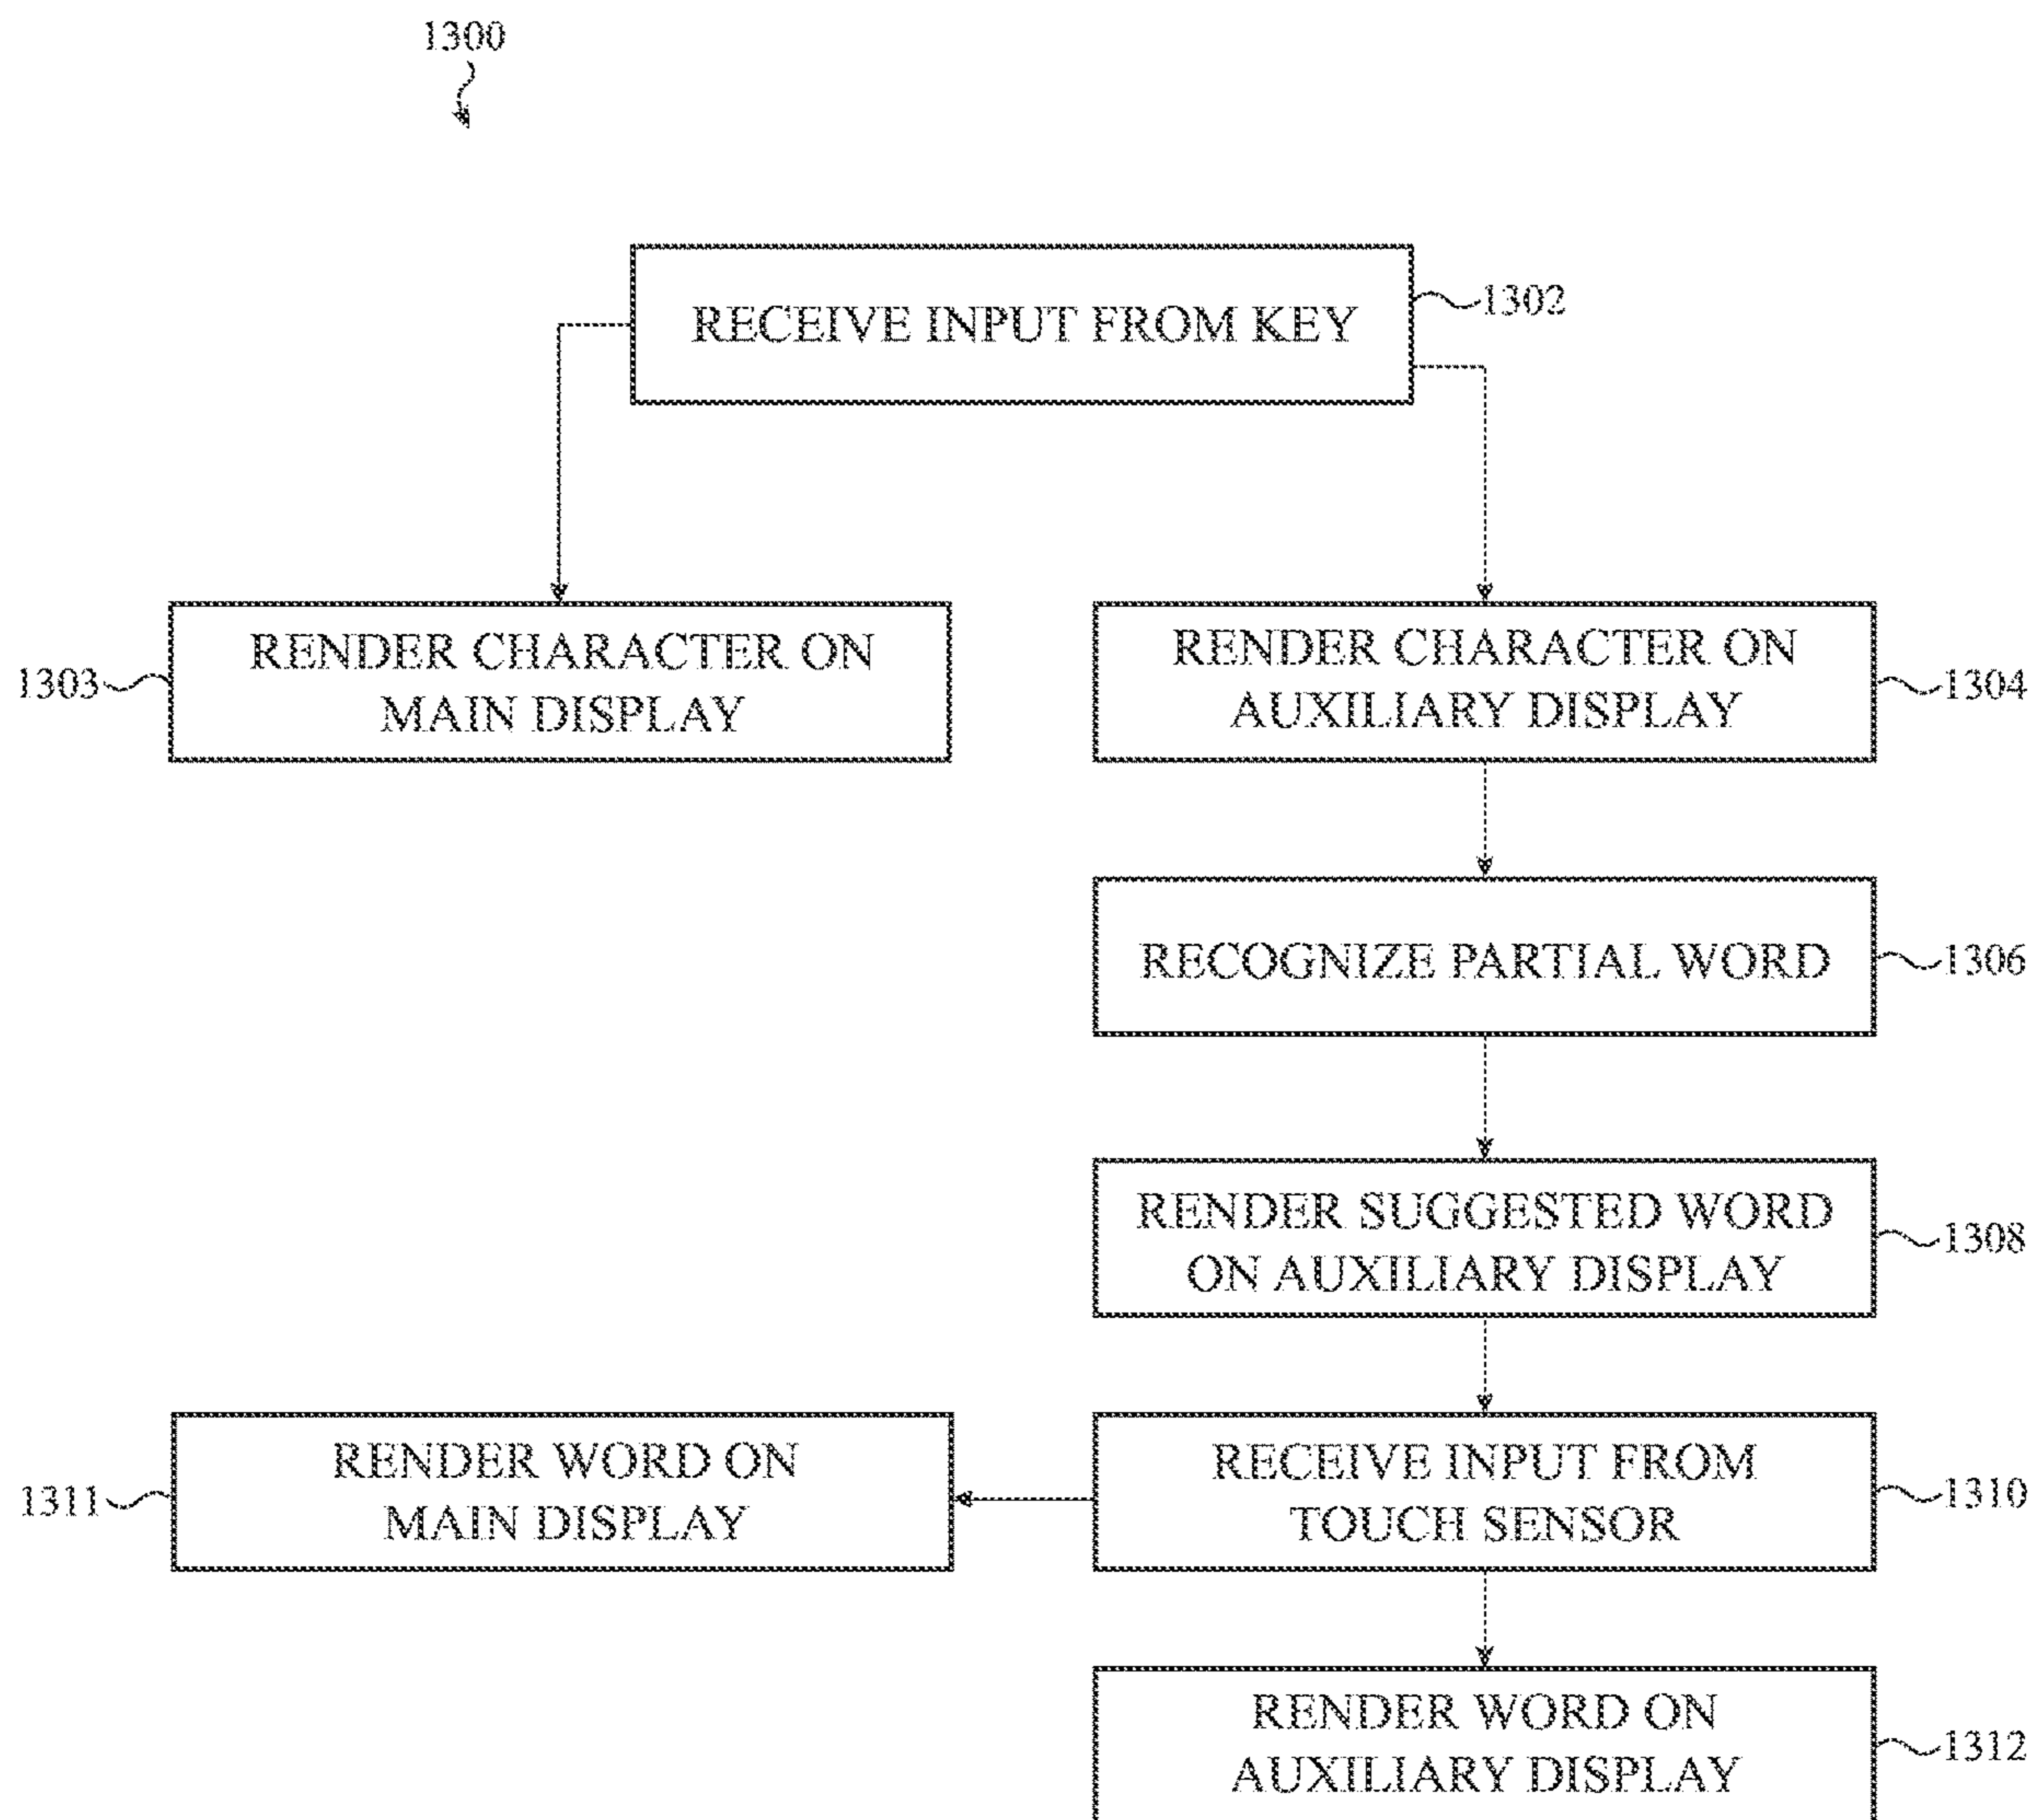 1300
RECEIVE INPUT FROM KEY
1302
RENDER CHARACTER ON
MAIN DISPLAY
1303
RENDER CHARACTER ON
AUXILIARY DISPLAY
1304
RECOGNIZE PARTIAL WORD
1306
RENDER SUGGESTED WORD
ON AUXILIARY DISPLAY
1308
RENDER WORD ON
MAIN DISPLAY
1311
RECEIVE INPUT FROM
TOUCH SENSOR
1310
RENDER WORD ON
AUXILIARY DISPLAY
1312